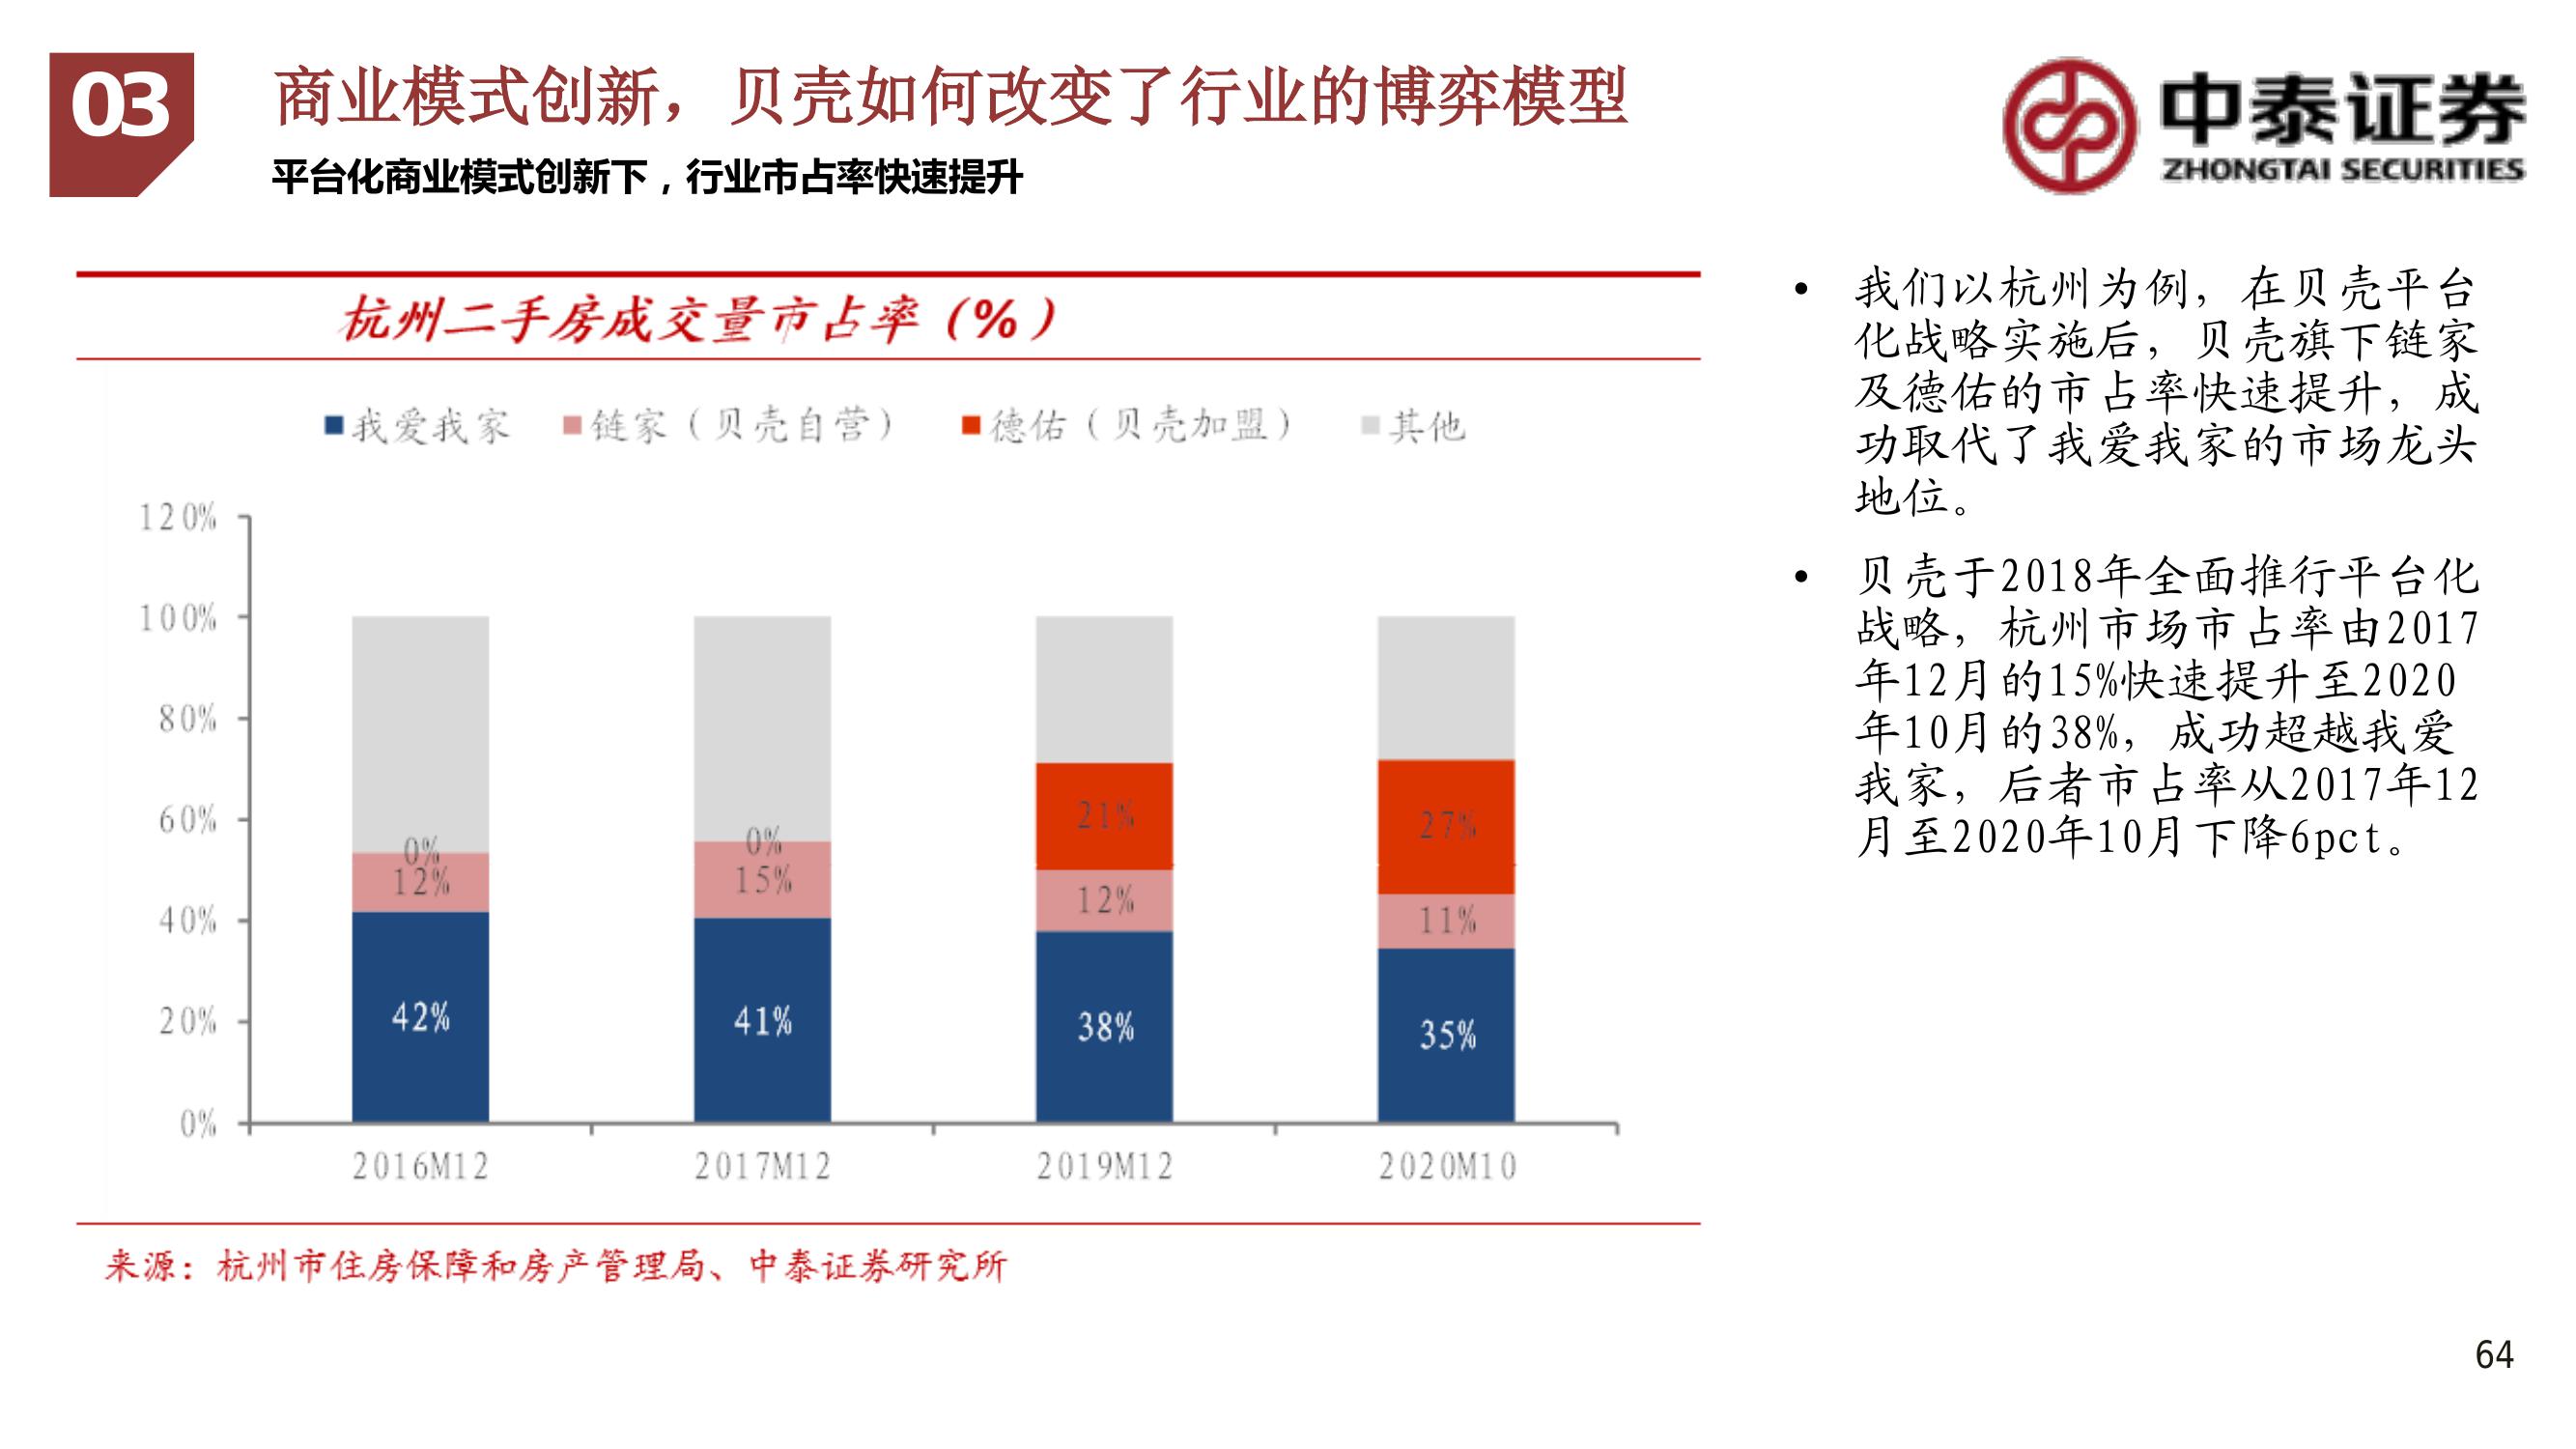 03
商业模式创新，贝壳如何改变了行业的博弈模型
平台化商业模式创新下，行业市占率快速提升
中泰证券
ZHONGTAI SECURITIES
杭州二手房成交量市占率（%）
我爱我家 链家（贝壳自营） 德佑（贝壳加盟） 其他
120%
100%
80%
60%
40%
20%
0%
0%
12%
42%
0%
15%
41%
21%
12%
38%
27%
11%
35%
2016M12 2017M12 2019M12 2020M10
来源：杭州市住房保障和房产管理局、中泰证券研究所
• 我们以杭州为例，在贝壳平台
化战略实施后，贝壳旗下链家
及德佑的市占率快速提升，成
功取代了我爱我家的市场龙头
地位。
• 贝壳于2018年全面推行平台化
战略，杭州市场市占率由2017
年12月的15%快速提升至2020
年10月的38%，成功超越我爱
我家，后者市占率从2017年12
月至2020年10月下降6pct。
64